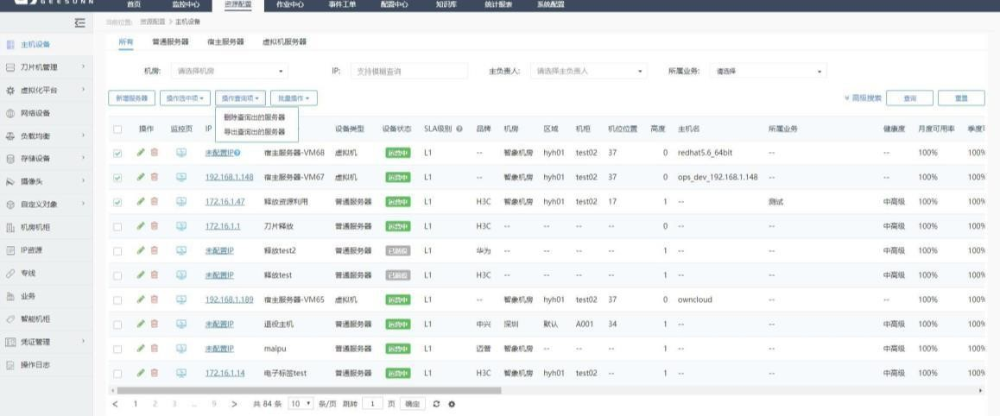 GEESUNN 首页 监控中心 资源配置 作业中心 事件工单 配置中心 知识库 统计报表 系统配置
当前位置: 资源配置 > 主机设备
主机设备
刀片机管理
虚拟化平台
网络设备
负载均衡
存储设备
摄像头
自定义对象
机房机柜
IP资源
专线
业务
智能机柜
凭证管理
操作日志
所有 普通服务器 宿主服务器 虚拟机服务器
机房: 请选择机房 IP: 支持模糊查询 主负责人: 请选择主负责人 所属业务: 请选择
新增服务器 操作选中项 操作查询项 批量操作 高级搜索 查询 重置
删除查询出的服务器
导出查询出的服务器
操作 监控页 IP 设备类型 设备状态 SLA级别 品牌 机房 区域 机柜 机位位置 高度 主机名 所属业务 健康度 月度可用率 季度可
未配置IP 宿主服务器-VM68 虚拟机 运营中 L1 -- 智象机房 hyh01 test02 37 0 redhat5.6_64bit -- -- 100% 100%
192.168.1.148 宿主服务器-VM67 虚拟机 运营中 L1 -- 智象机房 hyh01 test02 37 0 ops_dev_192.168.1.148 -- -- 100% 100%
172.16.1.47 释放资源利用 普通服务器 运营中 L1 H3C 智象机房 hyh01 test02 17 1 -- 测试 中高级 100% 100%
172.16.1.1 刀片释放 普通服务器 运营中 L1 H3C -- -- -- -- 0 -- -- 中高级 100% 100%
未配置IP 释放test2 普通服务器 L1 华为 -- -- -- -- 1 -- -- 中高级 100% 100%
未配置IP 释放test 普通服务器 L1 H3C -- -- -- -- 1 -- -- 中高级 100% 100%
192.168.1.189 宿主服务器-VM65 虚拟机 运营中 L1 -- 智象机房 hyh01 test02 37 0 owncloud -- -- 100% 100%
未配置IP 退役主机 普通服务器 运营中 L1 中兴 深圳 默认 A001 34 1 -- -- 中高级 100% 100%
未配置IP maipu 普通服务器 运营中 L1 迈普 智象机房 -- -- -- 1 -- -- 中高级 100% 100%
172.16.1.14 电子标签test 普通服务器 运营中 L1 H3C 智象机房 hyh01 test02 -- 1 -- -- 中高级 100% 100%
< 1 2 3 ... 9 > 共 84 条 10 条/页 跳转 1 页 确定